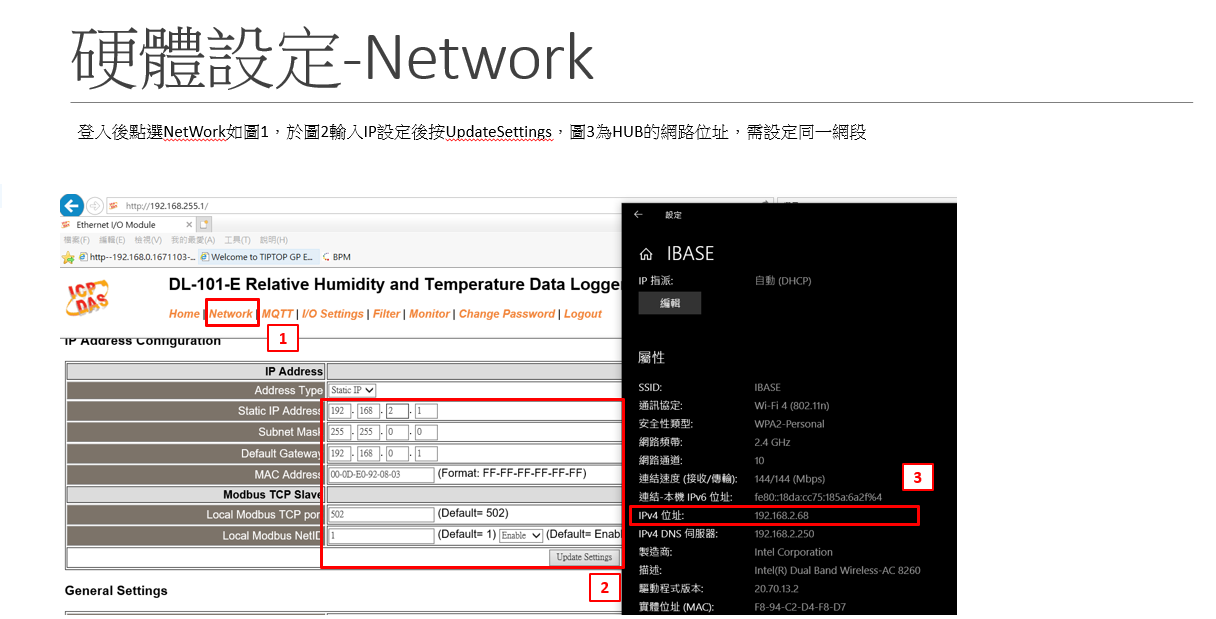 硬體設定-Network
登入後點選NetWork如圖1，於圖2輸入IP設定後按UpdateSettings，圖3為HUB的網路位址，需設定同一網段
http://192.168.255.1/
Ethernet I/O Module
檔案(F) 編輯(E) 檢視(V) 我的最愛(A) 工具(T) 說明(H)
http--192.168.0.1671103-... Welcome to TIPTOP GP E... BPM
ICP DAS
DL-101-E Relative Humidity and Temperature Data Logge
Home | Network | MQTT | I/O Settings | Filter | Monitor | Change Password | Logout
1
IP Address Configuration
IP Address
Address Type Static IP
Static IP Address 192 . 168 . 2 . 1
Subnet Mask 255 . 255 . 0 . 0
Default Gateway 192 . 168 . 0 . 1
MAC Address 00-0D-E0-92-08-03 (Format: FF-FF-FF-FF-FF-FF)
Modbus TCP Slave
Local Modbus TCP port 502 (Default= 502)
Local Modbus NetID 1 (Default= 1) Enable (Default= Enab
Update Settings
2
General Settings
設定
IBASE
IP 指派: 自動 (DHCP)
編輯
屬性
SSID: IBASE
通訊協定: Wi-Fi 4 (802.11n)
安全性類型: WPA2-Personal
網路頻帶: 2.4 GHz
網路通道: 10
連結速度 (接收/傳輸): 144/144 (Mbps)
3
連結-本機 IPv6 位址: fe80::18da:cc75:185a:6a2f%64
IPv4 位址: 192.168.2.68
IPv4 DNS 伺服器: 192.168.2.250
製造商: Intel Corporation
描述: Intel(R) Dual Band Wireless-AC 8260
驅動程式版本: 20.70.13.2
實體位址 (MAC): F8-94-C2-D4-F8-D7